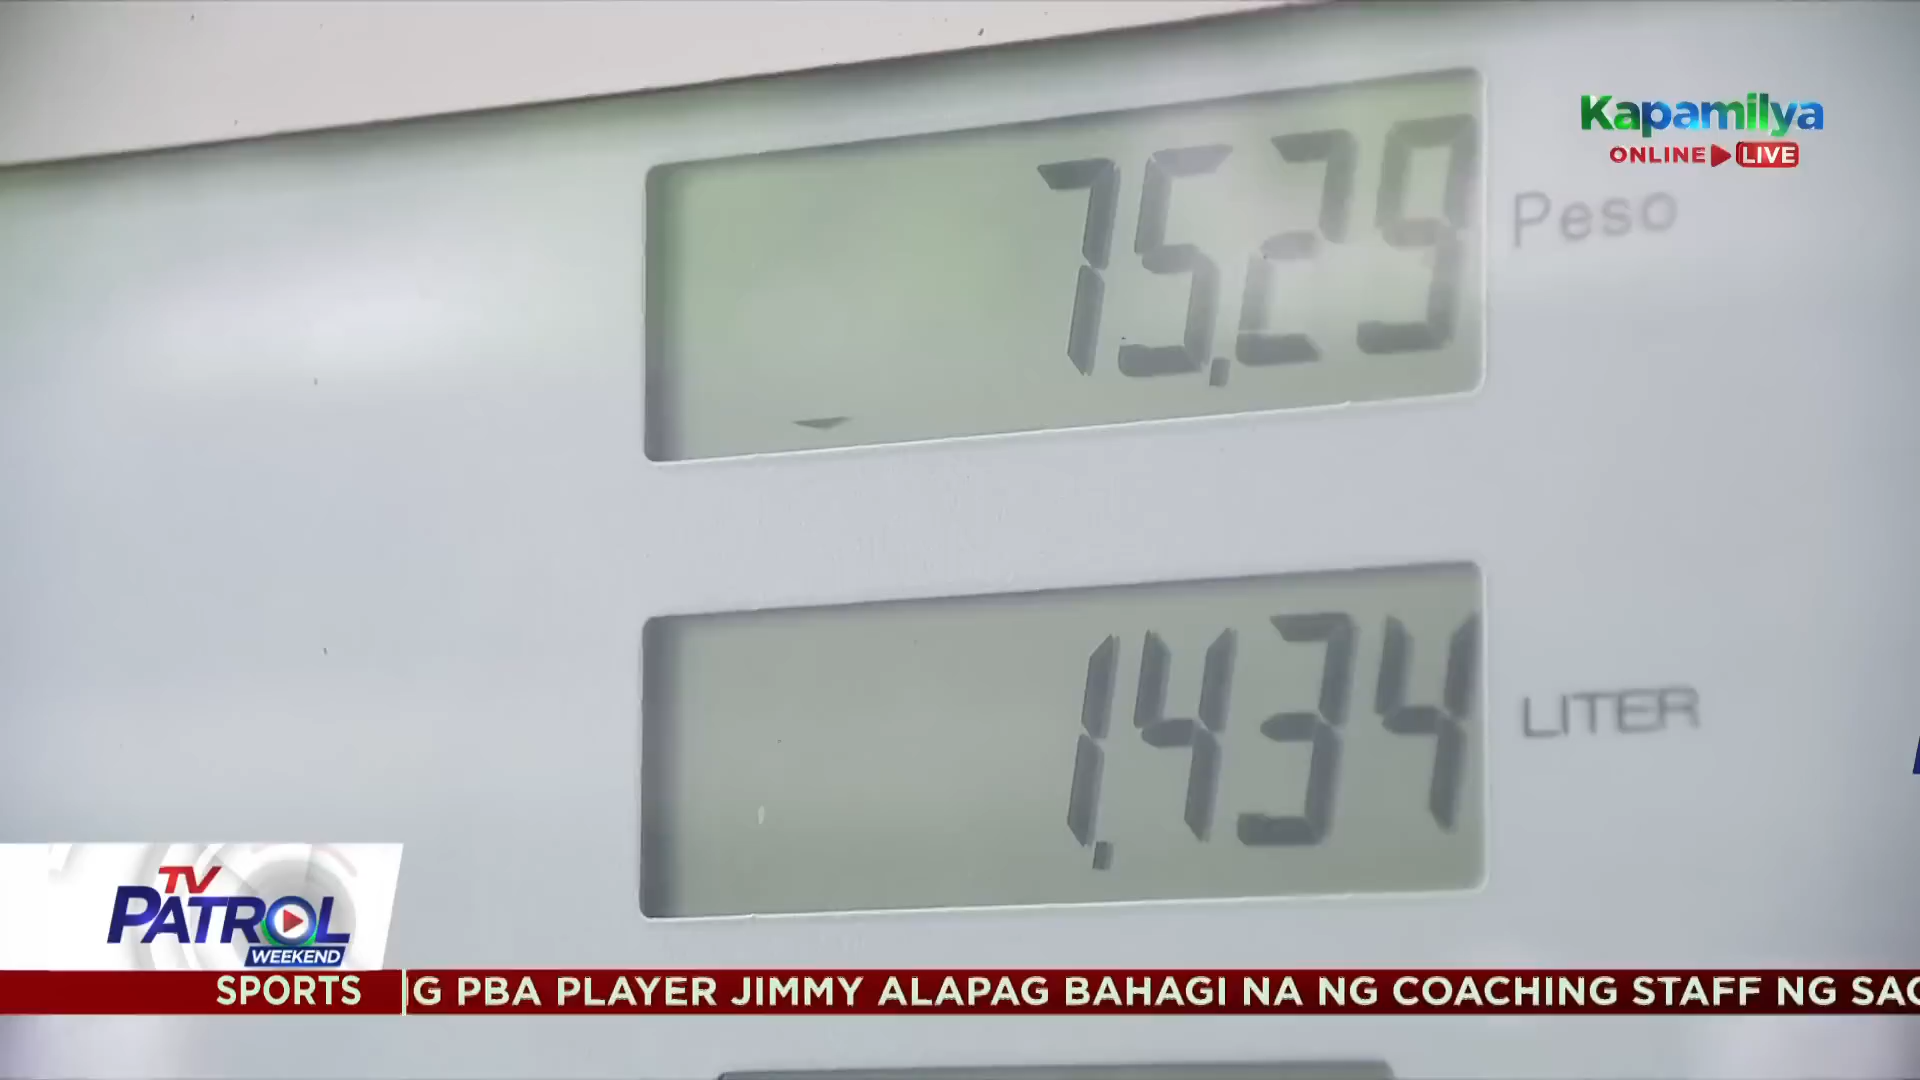 Kapamilya
ONLINE LIVE
75.29 Peso
1.434 LITER
TV
PATROL
WEEKEND
SPORTS G PBA PLAYER JIMMY ALAPAG BAHAGI NA NG COACHING STAFF NG SAC